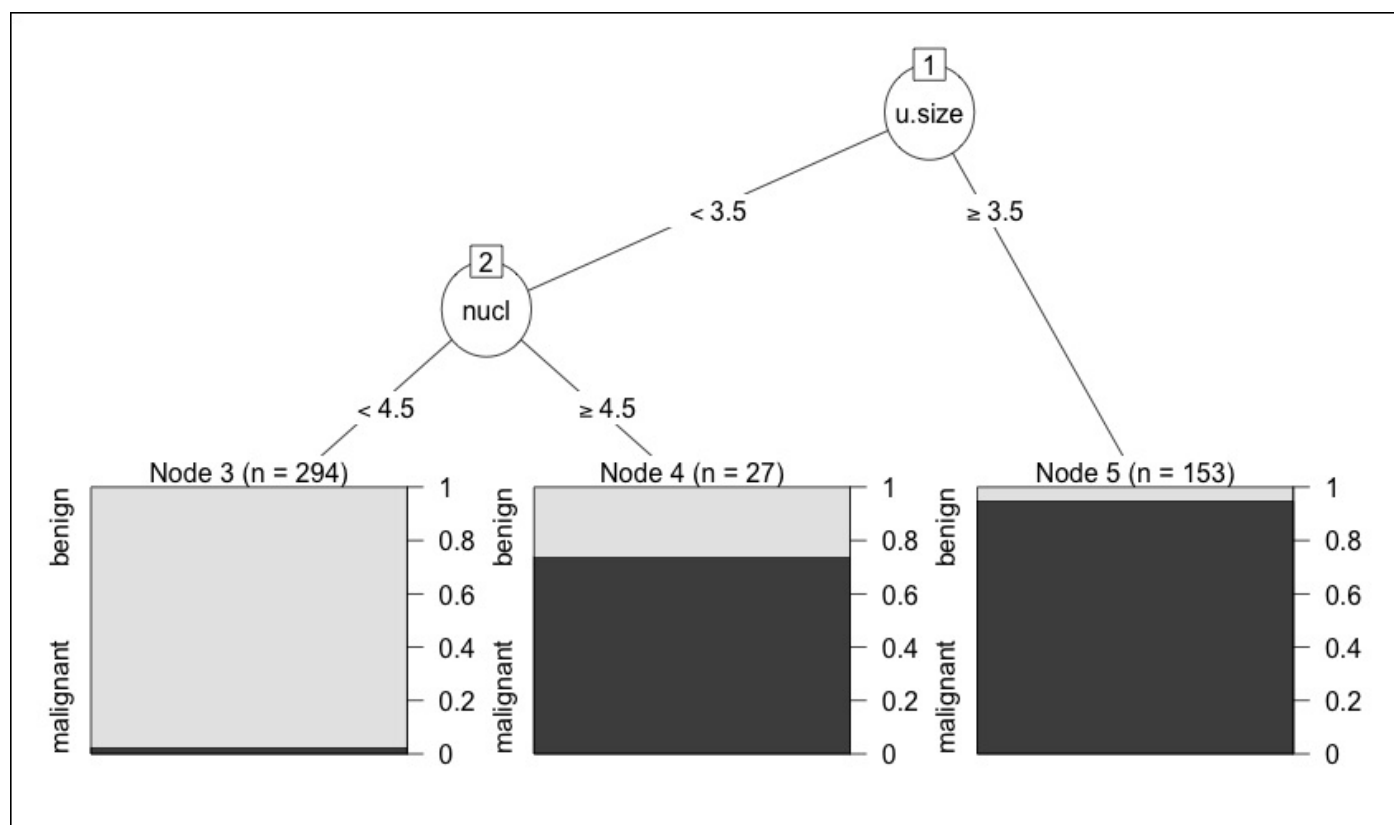 1
u.size
< 3.5
≥ 3.5
2
nucl
< 4.5
≥ 4.5
Node 3 (n = 294)
benign
malignant
1
0.8
0.6
0.4
0.2
0
Node 4 (n = 27)
benign
malignant
1
0.8
0.6
0.4
0.2
0
Node 5 (n = 153)
benign
malignant
1
0.8
0.6
0.4
0.2
0